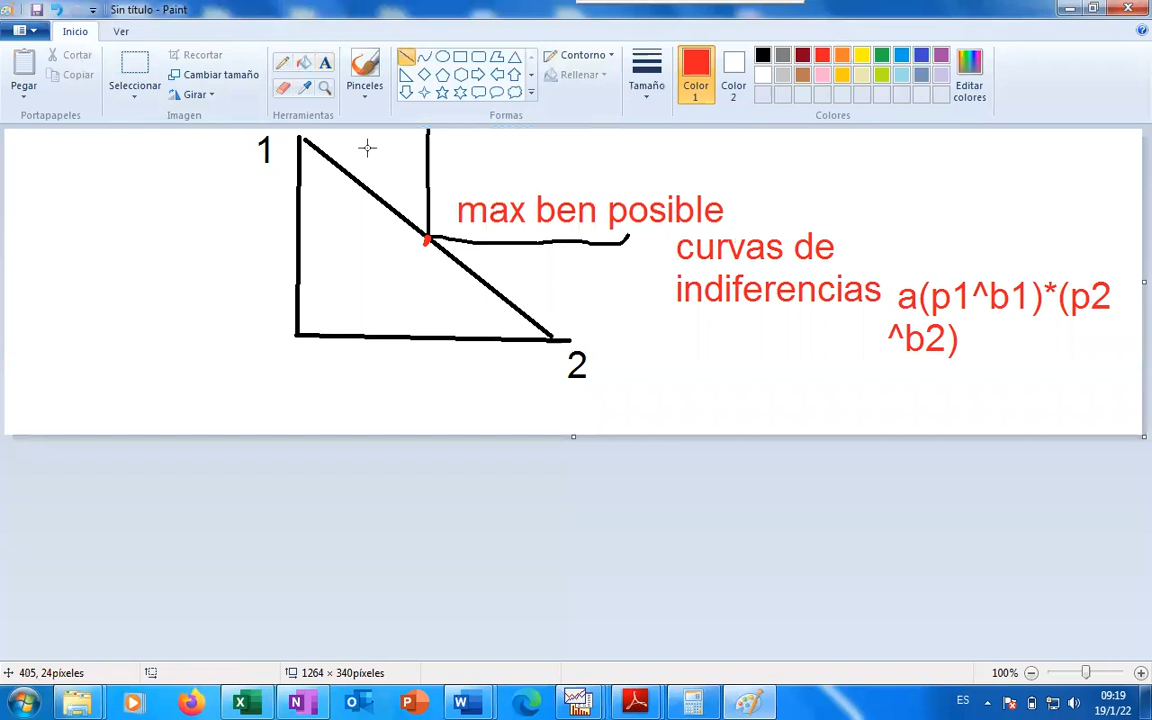 Sin título - Paint
Inicio
Ver
Pegar
Cortar
Copiar
Portapapeles
Seleccionar
Recortar
Cambiar tamaño
Girar
Imagen
A
Herramientas
Pinceles
Contorno
Rellenar
Formas
Tamaño
Color
1
Color
2
Editar
colores
Colores
1
max ben posible
curvas de
indiferencias
a(p1^b1)*(p2
^b2)
2
405, 24píxeles
1264 × 340píxeles
100%
ES
09:19
19/1/22